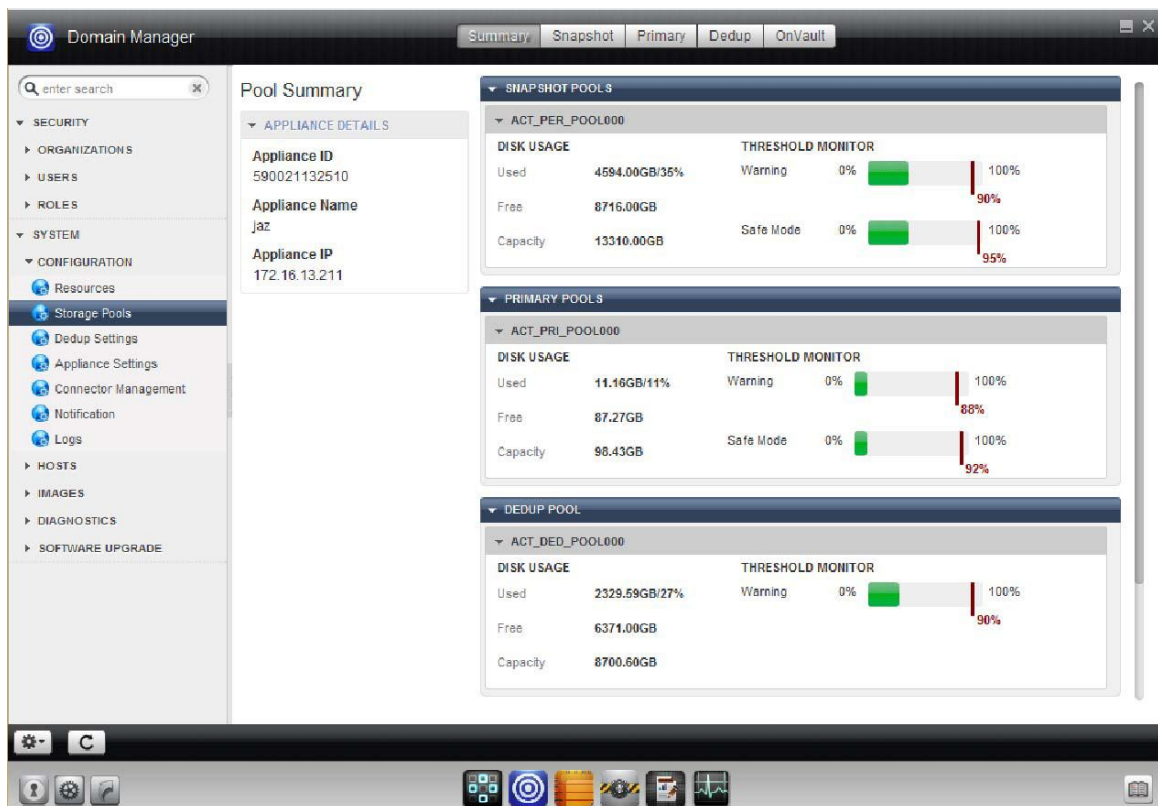 Domain Manager
Summary Snapshot Primary Dedup OnVault
enter search
SECURITY
ORGANIZATIONS
USERS
ROLES
SYSTEM
CONFIGURATION
Resources
Storage Pools
Dedup Settings
Appliance Settings
Connector Management
Notification
Logs
HOSTS
IMAGES
DIAGNOSTICS
SOFTWARE UPGRADE
Pool Summary
APPLIANCE DETAILS
Appliance ID
590021132510
Appliance Name
jaz
Appliance IP
172.16.13.211
SNAPSHOT POOLS
ACT_PER_POOL000
DISK USAGE THRESHOLD MONITOR
Used 4594.00GB/35% Warning 0% 100%
90%
Free 8716.00GB
Safe Mode 0% 100%
Capacity 13310.00GB
95%
PRIMARY POOLS
ACT_PRI_POOL000
DISK USAGE THRESHOLD MONITOR
Used 11.16GB/11% Warning 0% 100%
88%
Free 87.27GB
Safe Mode 0% 100%
Capacity 98.43GB
92%
DEDUP POOL
ACT_DED_POOL000
DISK USAGE THRESHOLD MONITOR
Used 2329.59GB/27% Warning 0% 100%
90%
Free 6371.00GB
Capacity 8700.60GB